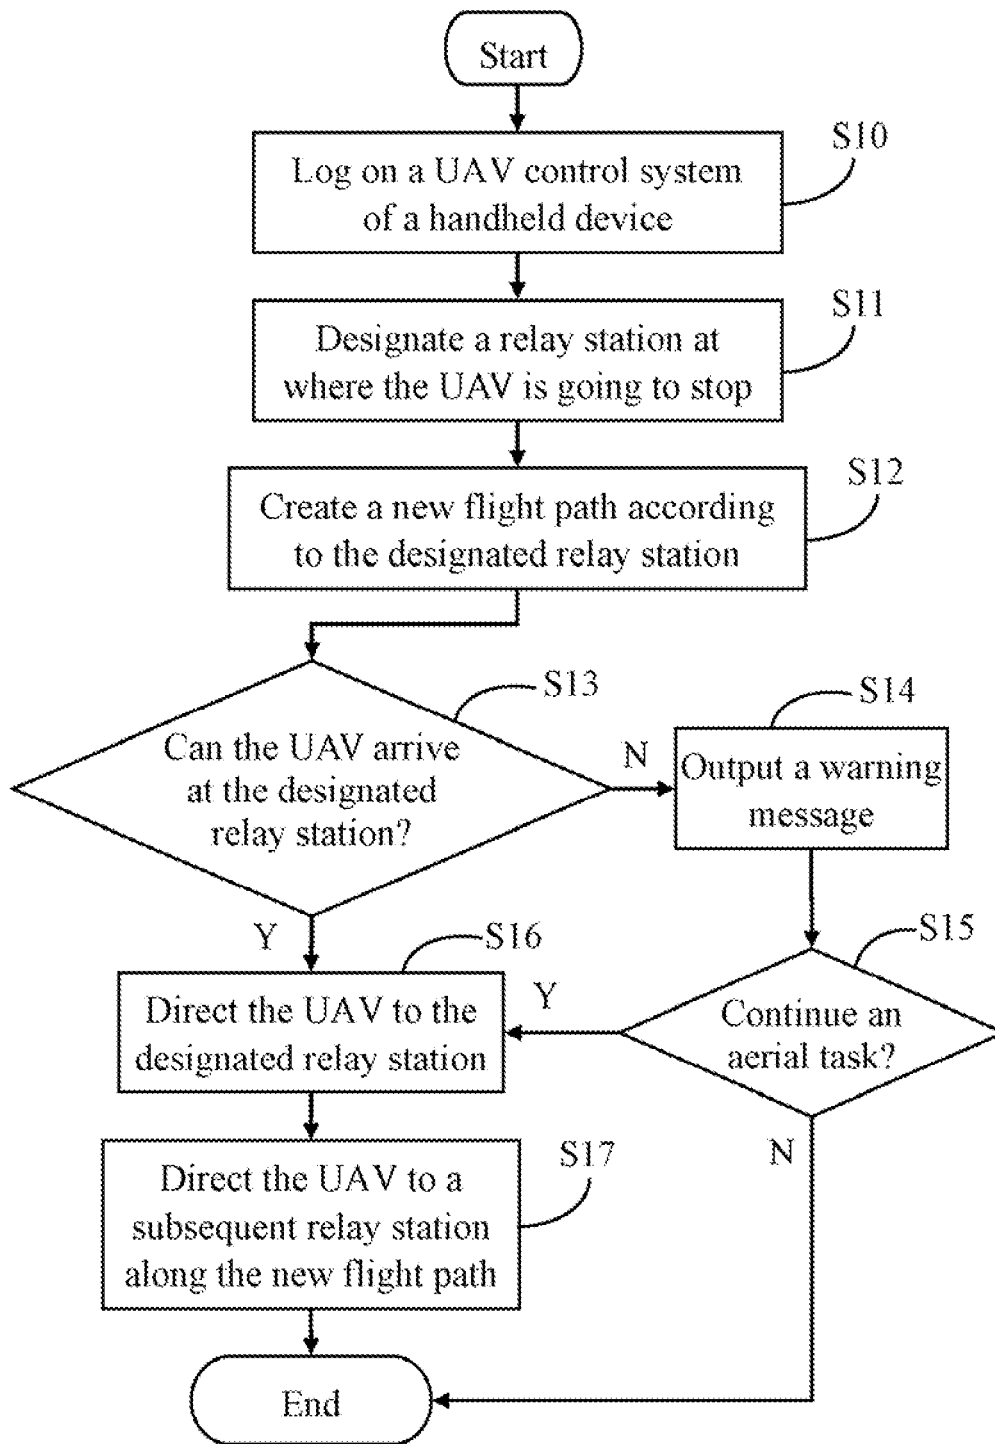 Start
S10
Log on a UAV control system
of a handheld device
S11
Designate a relay station at
where the UAV is going to stop
S12
Create a new flight path according
to the designated relay station
S13
Can the UAV arrive
at the designated
relay station?
N
S14
Output a warning
message
Y
S16
Direct the UAV to the
designated relay station
Y
S15
Continue an
aerial task?
N
S17
Direct the UAV to a
subsequent relay station
along the new flight path
End